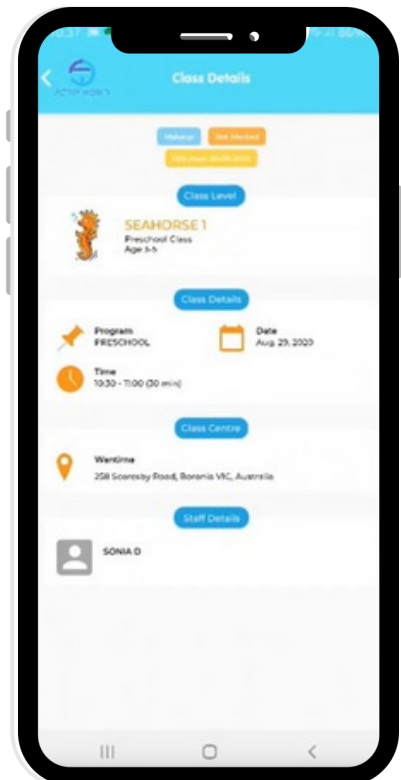 Class Details
Makeup
Not Marked
Class Level
SEAHORSE 1
Preschool Class
Age 3-5
Class Details
Program
PRESCHOOL
Date
Aug. 29, 2020
Time
10:30 - 11:00 (30 min)
Class Centre
Wantirna
258 Scoresby Road, Boronia VIC, Australia
Staff Details
SONIA D